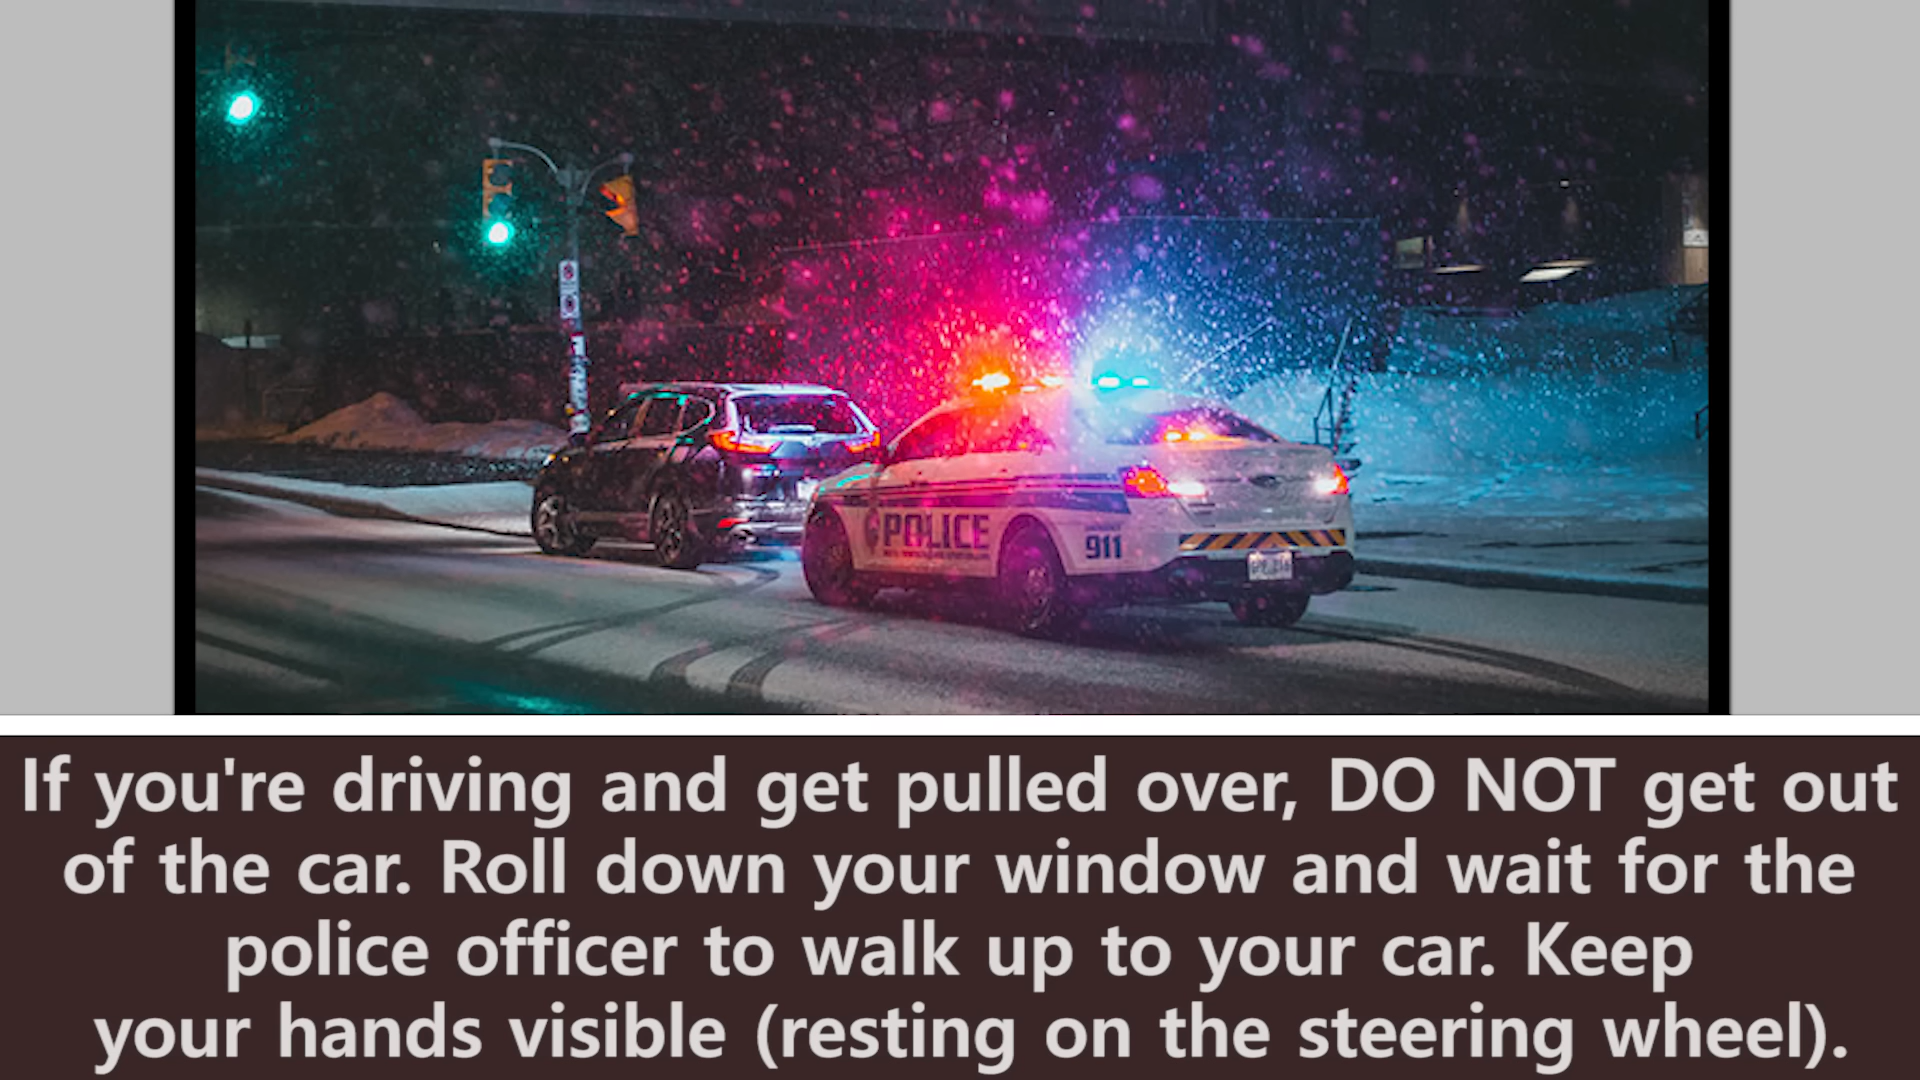 POLICE
911
If you're driving and get pulled over, DO NOT get out
of the car. Roll down your window and wait for the
police officer to walk up to your car. Keep
your hands visible (resting on the steering wheel).